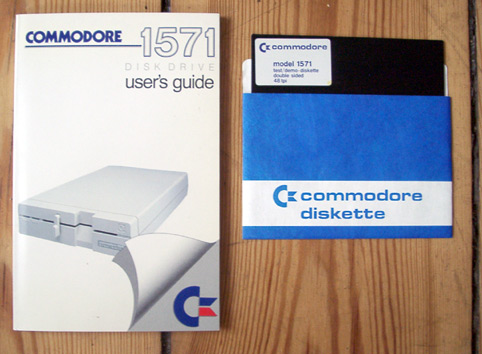 COMMODORE 1571
DISK DRIVE
user's guide
commodore
model 1571
test/demo-diskette
double sided
48 tpi
commodore
diskette